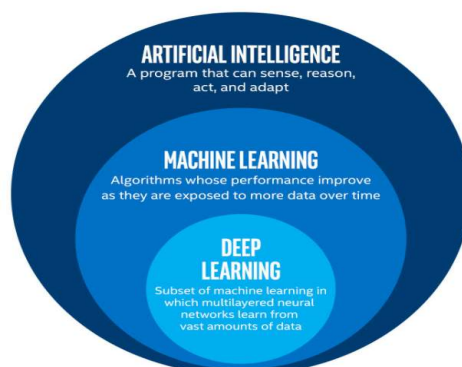 ARTIFICIAL INTELLIGENCE
A program that can sense, reason,
act, and adapt
MACHINE LEARNING
Algorithms whose performance improve
as they are exposed to more data over time
DEEP
LEARNING
Subset of machine learning in
which multilayered neural
networks learn from
vast amounts of data